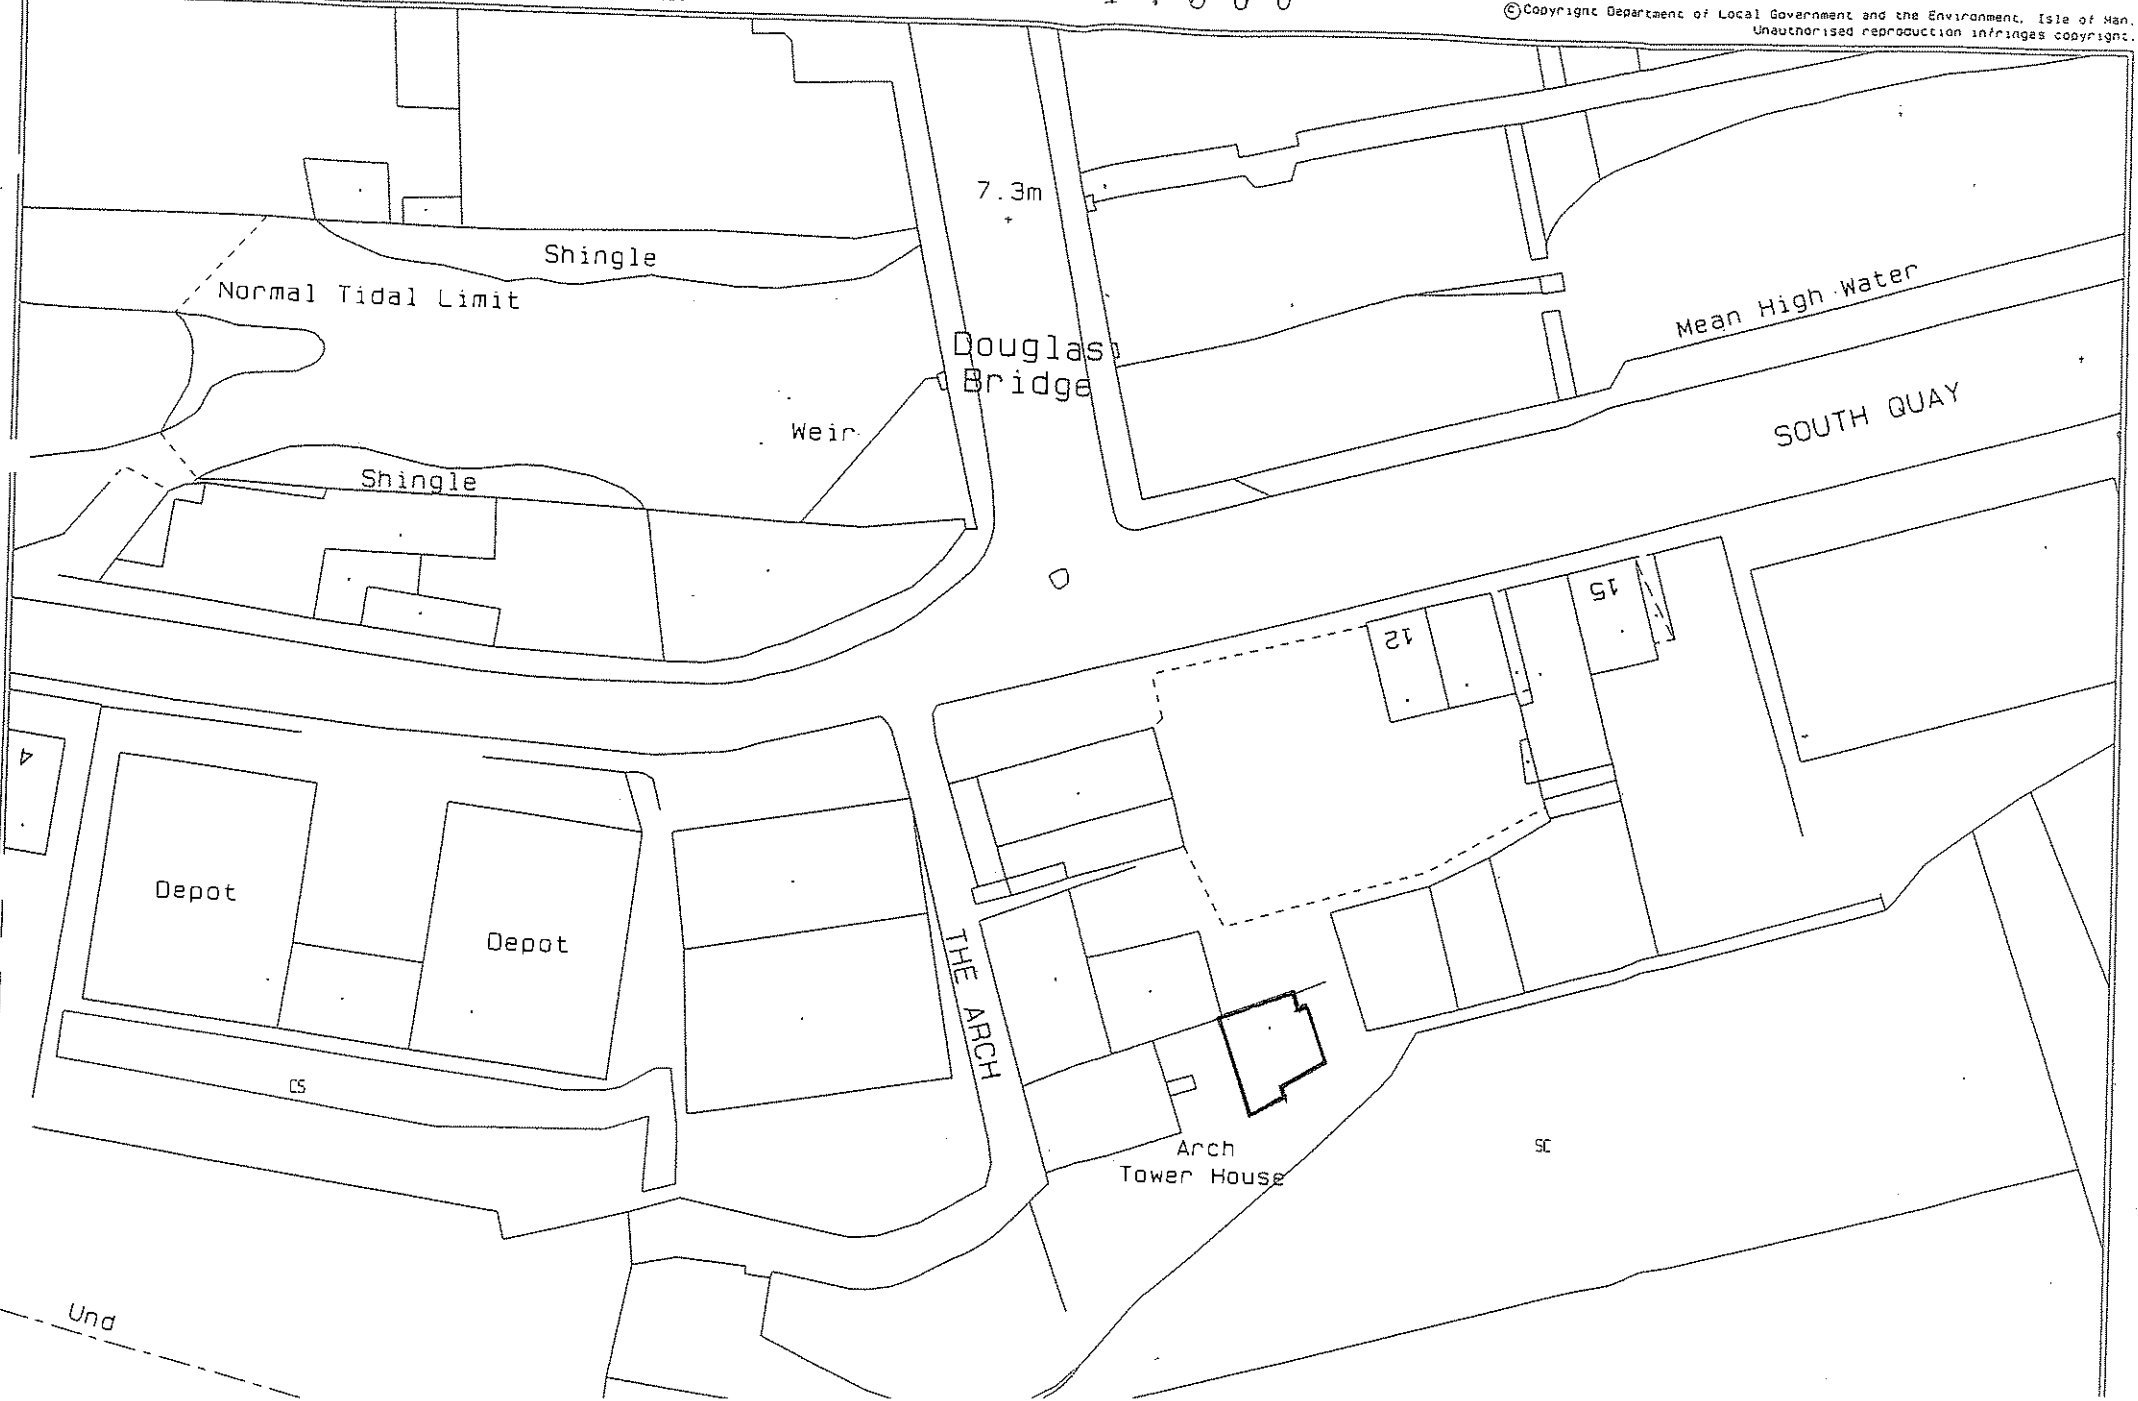 ©Copyright Department of Local Government and the Environment, Isle of Man.
Unauthorised reproduction infringes copyright.
7.3m
Shingle
Normal Tidal Limit
Mean High Water
Douglas
Bridge
SOUTH QUAY
Weir
Shingle
15
12
4
Depot
Depot
THE ARCH
CS
Arch
Tower House
SC
Und